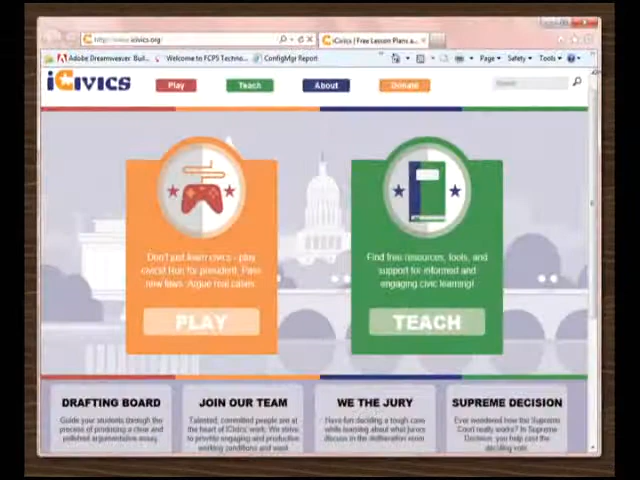 http://www.icivics.org/
iCivics | Free Lesson Plans a...
Adobe Dreamweaver Buil...
Welcome to FCPS Techno...
ConfigMgr Report
Page
Safety
Tools
iCIVICS
Play
Teach
About
Donate
Search
Don't just learn civics - play
civics! Run for president. Pass
new laws. Argue real cases.
PLAY
Find free resources, tools, and
support for informed and
engaging civic learning!
TEACH
DRAFTING BOARD
Guide your students through the
process of producing a clear and
polished argumentative essay.
JOIN OUR TEAM
Talented, committed people are at
the heart of iCivics' work. We strive
to provide engaging and productive
working conditions and want
WE THE JURY
Have fun deciding a tough case
while learning about what jurors
discuss in the deliberation room
SUPREME DECISION
Ever wondered how the Supreme
Court really works? In Supreme
Decision, you help cast the
deciding vote.